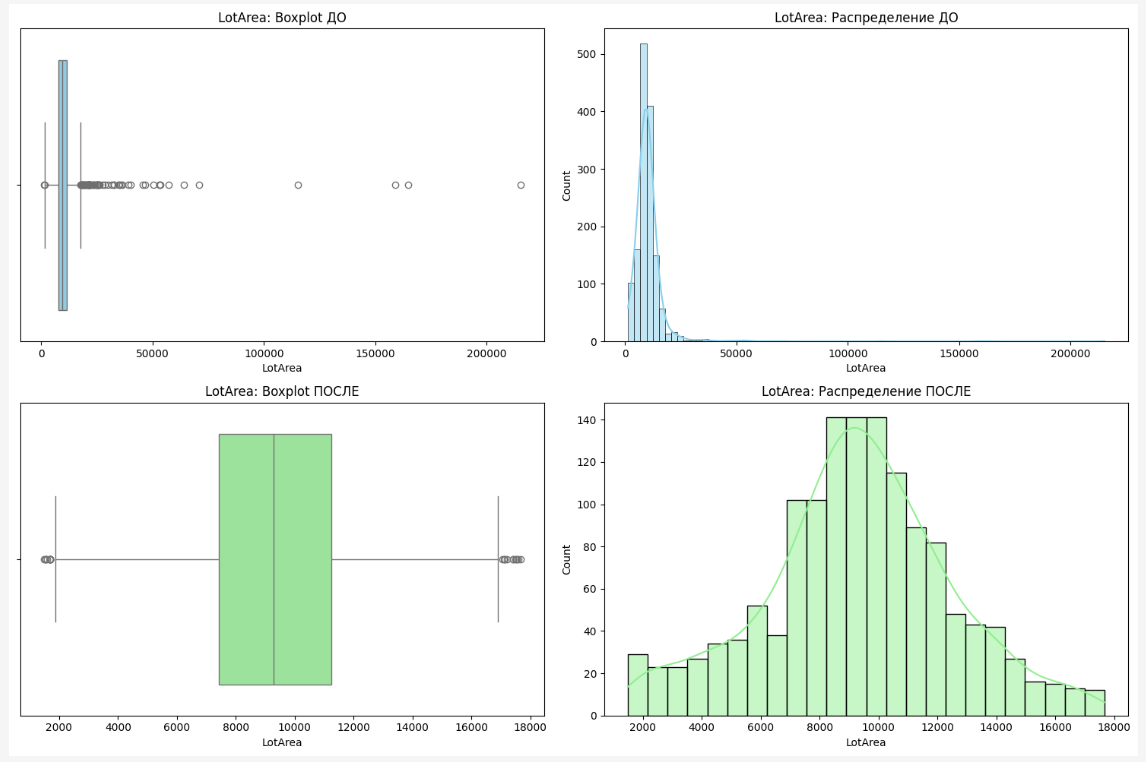 LotArea: Boxplot ДО
0 50000 100000 150000 200000
LotArea
LotArea: Распределение ДО
Count
500
400
300
200
100
0
0 50000 100000 150000 200000
LotArea
LotArea: Boxplot ПОСЛЕ
2000 4000 6000 8000 10000 12000 14000 16000 18000
LotArea
LotArea: Распределение ПОСЛЕ
Count
140
120
100
80
60
40
20
0
2000 4000 6000 8000 10000 12000 14000 16000 18000
LotArea